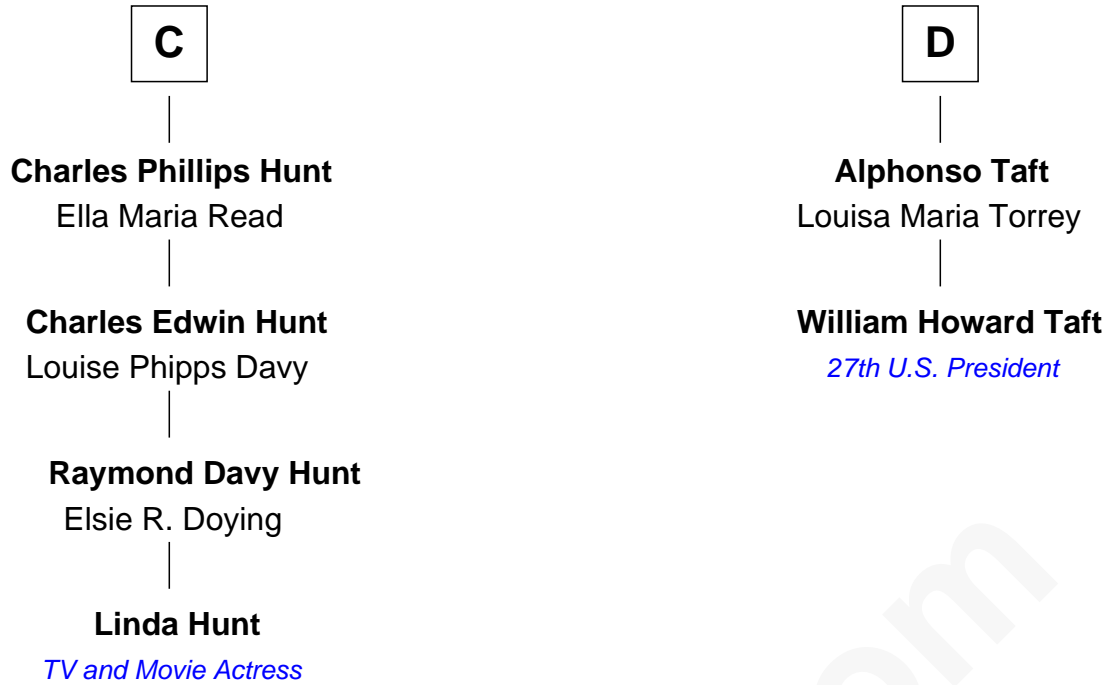 C
Charles Phillips Hunt
Ella Maria Read
Charles Edwin Hunt
Louise Phipps Davy
Raymond Davy Hunt
Elsie R. Doying
Linda Hunt
TV and Movie Actress
D
Alphonso Taft
Louisa Maria Torrey
William Howard Taft
27th U.S. President